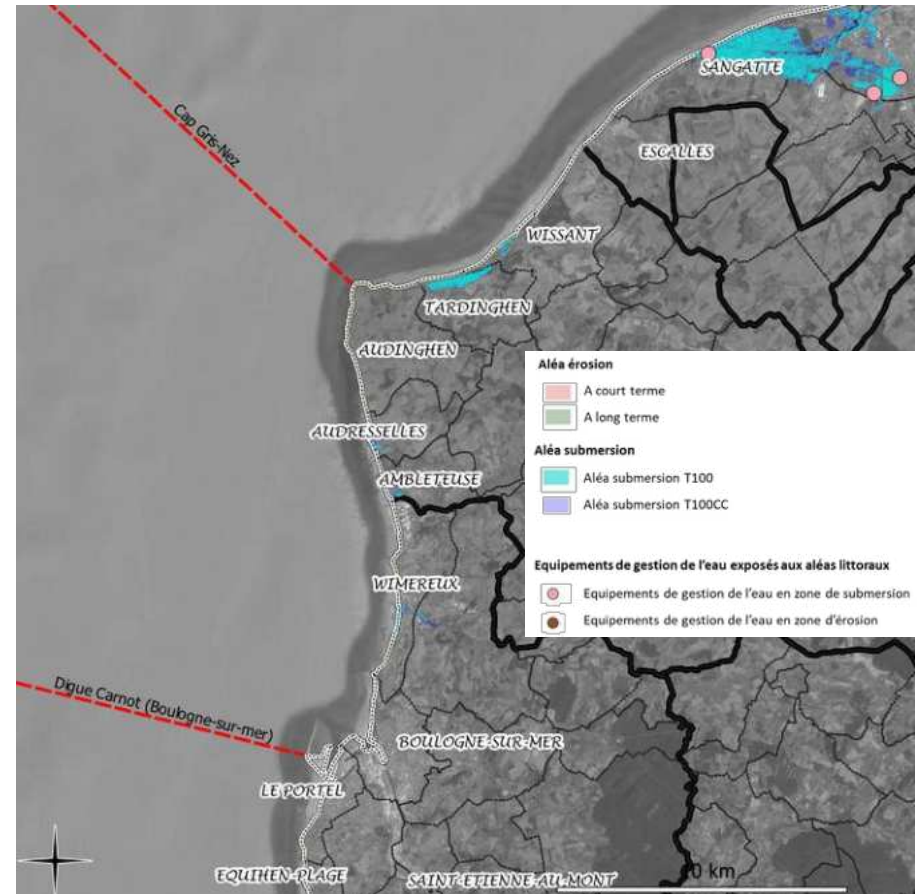 SANGATTE
Cap Gris-Nez
ESCALLES
WISSANT
TARDINGHEN
AUDINGHEN
AUDRESSELLES
AMBLETEUSE
WIMEREUX
Digue Carnot (Boulogne-sur-mer)
BOULOGNE-SUR-MER
LE PORTEL
EQUIHEN-PLAGE
SAINT-ETIENNE-AU-MONT
10 km
Aléa érosion
A court terme
A long terme
Aléa submersion
Aléa submersion T100
Aléa submersion T100CC
Equipements de gestion de l'eau exposés aux aléas littoraux
Equipements de gestion de l'eau en zone de submersion
Equipements de gestion de l'eau en zone d'érosion